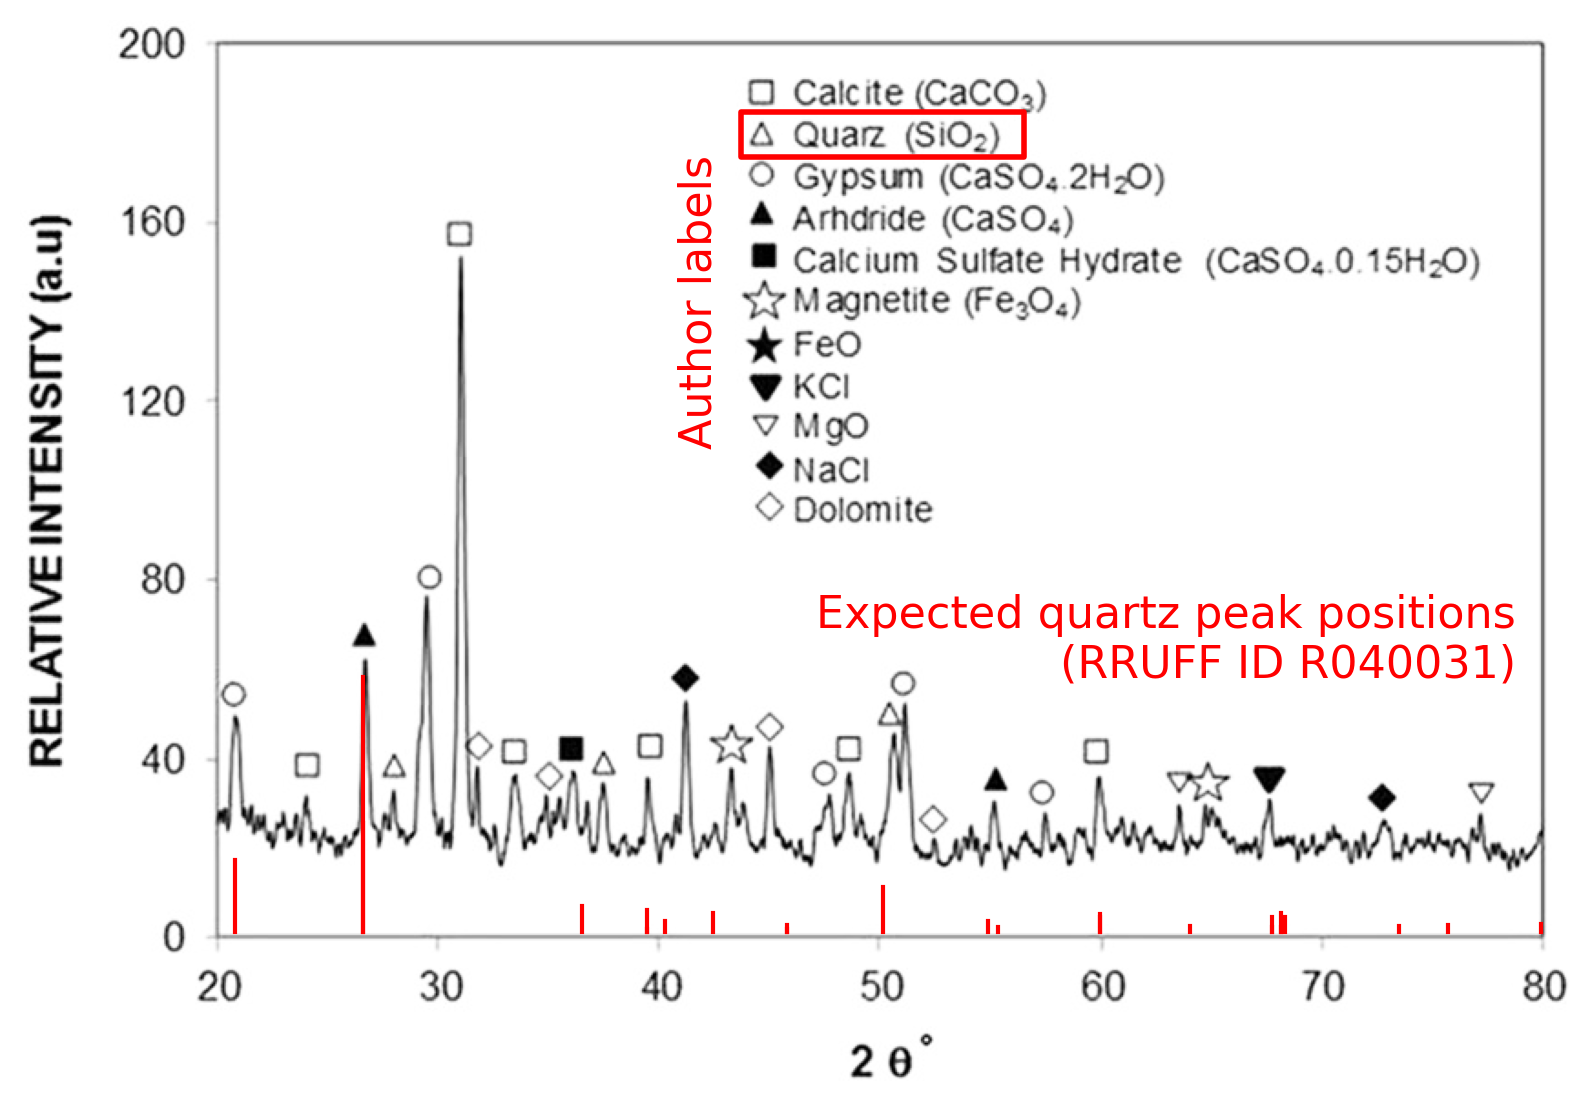 200
160
120
80
40
0
RELATIVE INTENSITY (a.u)
Author labels
Calcite (CaCO₃)
Quarz (SiO₂)
Gypsum (CaSO₄.2H₂O)
Arhdride (CaSO₄)
Calcium Sulfate Hydrate (CaSO₄.0.15H₂O)
Magnetite (Fe₃O₄)
FeO
KCl
MgO
NaCl
Dolomite
Expected quartz peak positions
(RRUFF ID R040031)
20 30 40 50 60 70 80
2 θ°